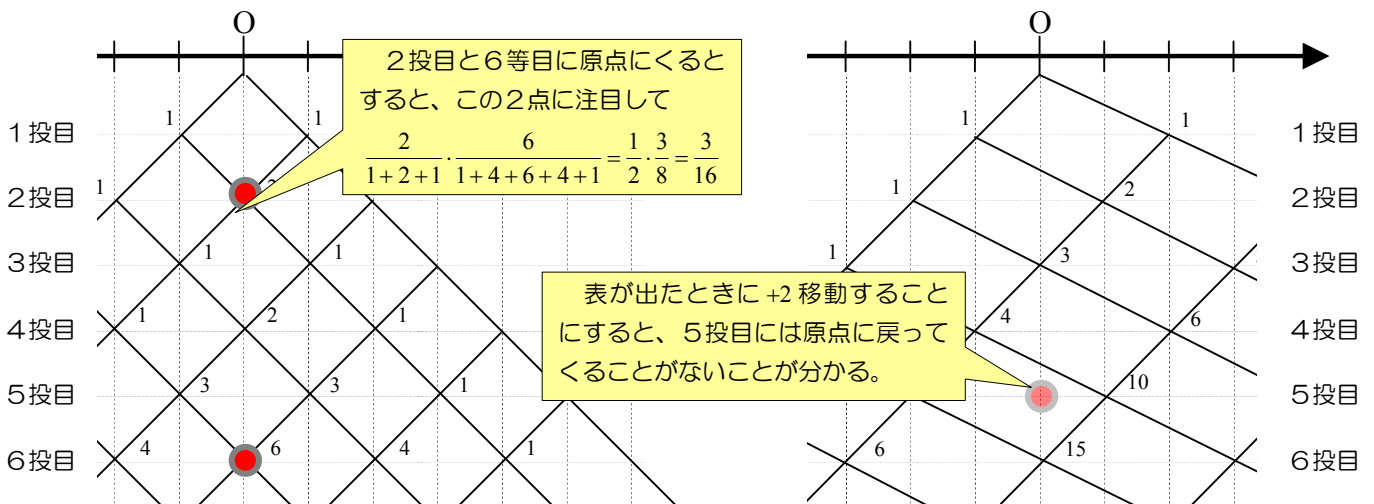 O
O
２投目と６等目に原点にくると
すると、この２点に注目して
2/(1+2+1) · 6/(1+4+6+4+1) = 1/2 · 3/8 = 3/16
1投目 1 1
1 1 1投目
2投目 1
1 2 2投目
3投目 1 1
1 3 3投目
表が出たときに +2 移動すること
にすると、５投目には原点に戻って
くることがないことが分かる。
4投目 1 2 1
4 6 4投目
5投目 3 3 1
10 5投目
6投目 4 6 4 1
6 15 6投目